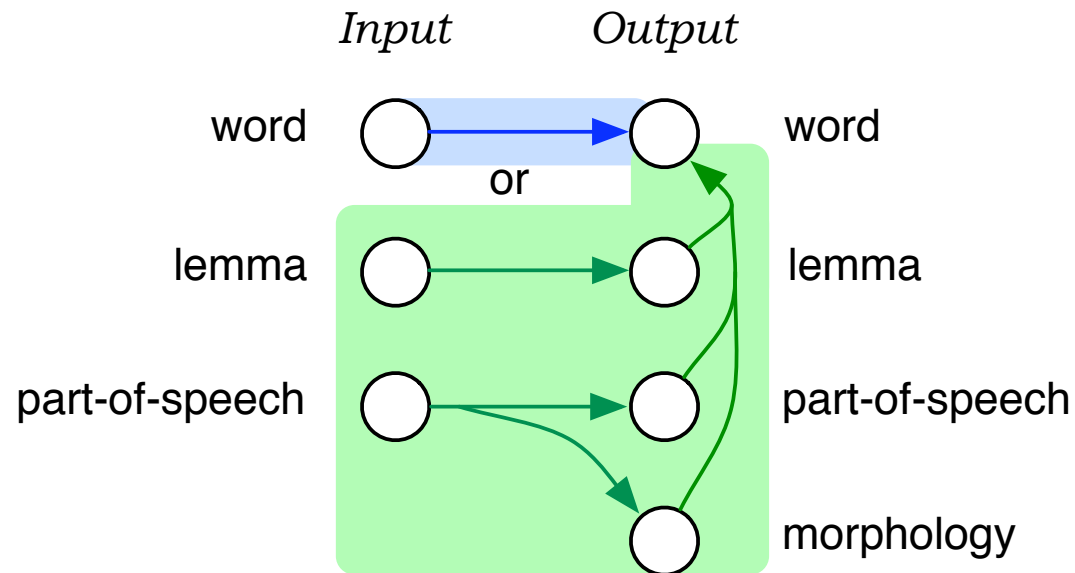 Input Output
word word
or
lemma lemma
part-of-speech part-of-speech
morphology